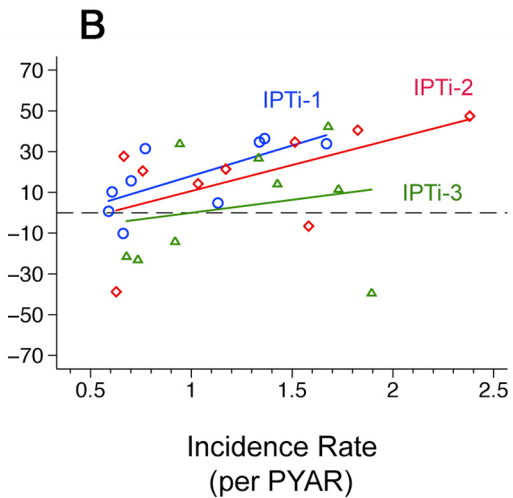 B
70
50
30
10
–10
–30
–50
–70
IPTi-1
IPTi-2
IPTi-3
0.5 1 1.5 2 2.5
Incidence Rate
(per PYAR)